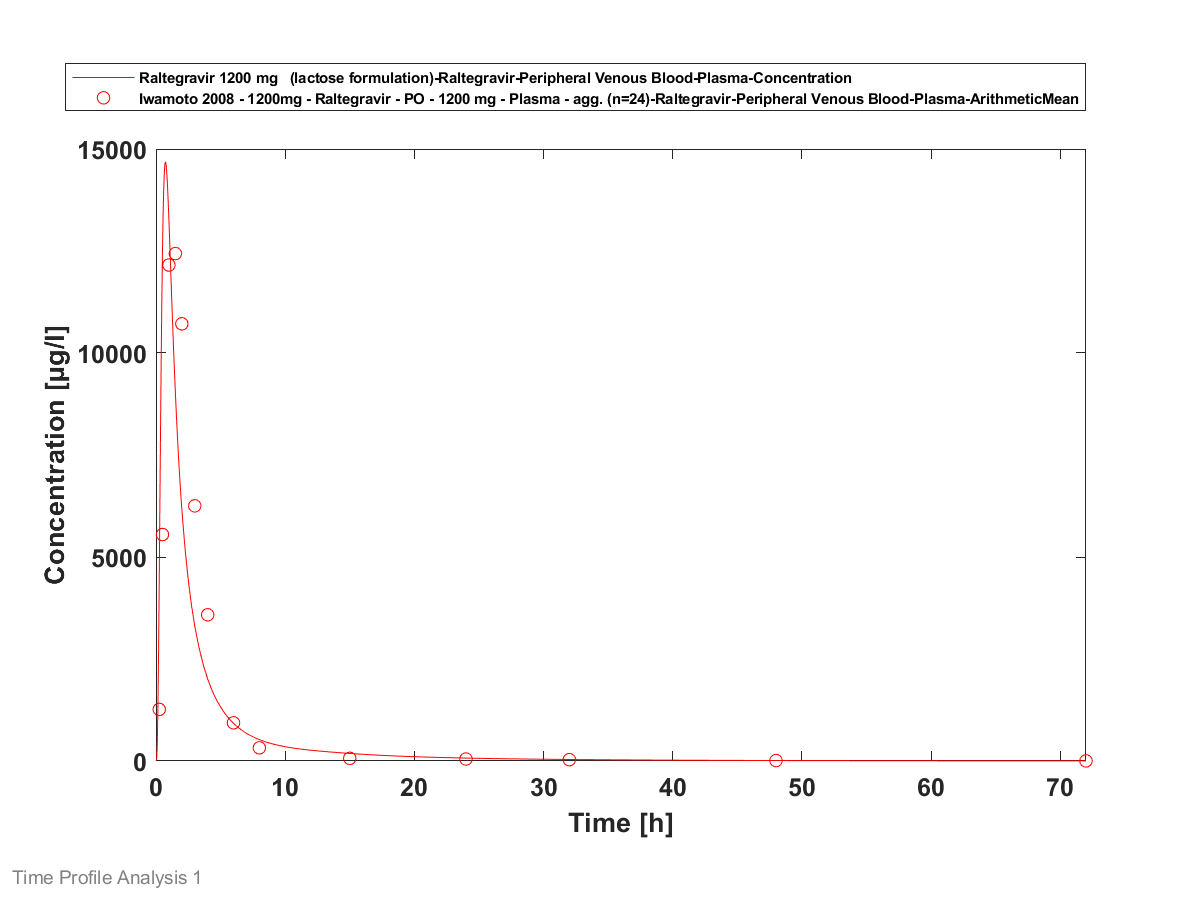 Raltegravir 1200 mg   (lactose formulation)-Raltegravir-Peripheral Venous Blood-Plasma-Concentration
Iwamoto 2008 - 1200mg - Raltegravir - PO - 1200 mg - Plasma - agg. (n=24)-Raltegravir-Peripheral Venous Blood-Plasma-ArithmeticMean
15000
10000
5000
0
Concentration [µg/l]
0 10 20 30 40 50 60 70
Time [h]
Time Profile Analysis 1